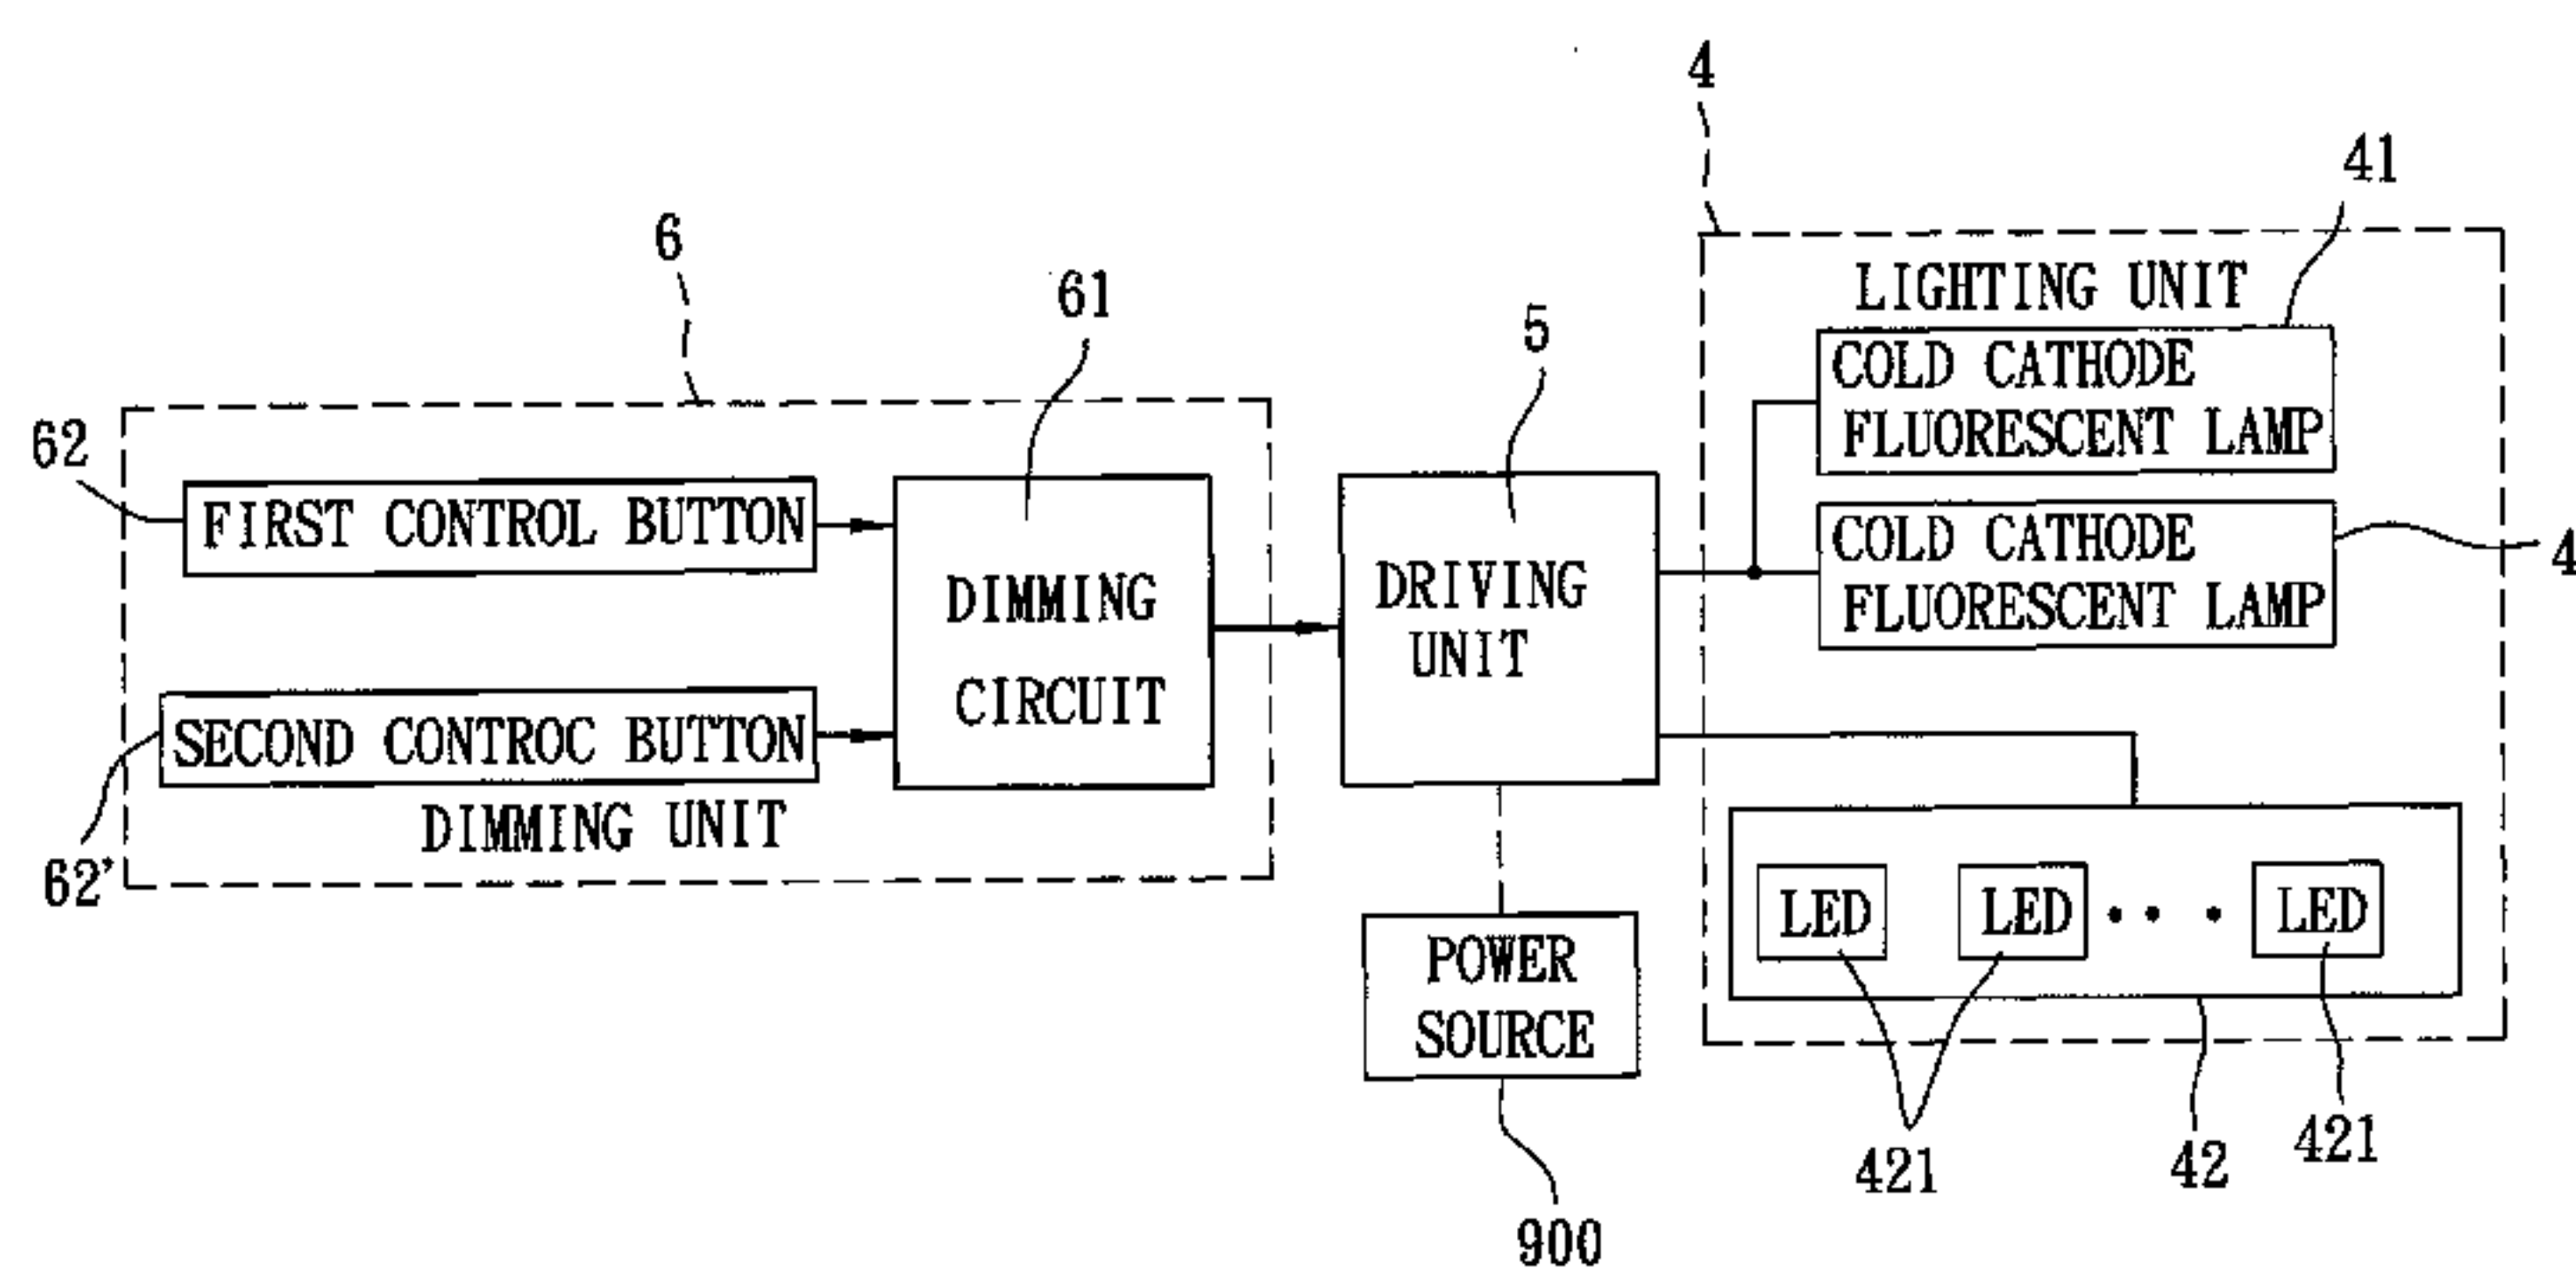 4
41
6
61
5
LIGHTING UNIT
COLD CATHODE
FLUORESCENT LAMP
62
FIRST CONTROL BUTTON
COLD CATHODE
FLUORESCENT LAMP
4
DIMMING
CIRCUIT
DRIVING
UNIT
SECOND CONTROC BUTTON
DIMMING UNIT
62'
LED
LED
LED
POWER
SOURCE
421
42
421
900